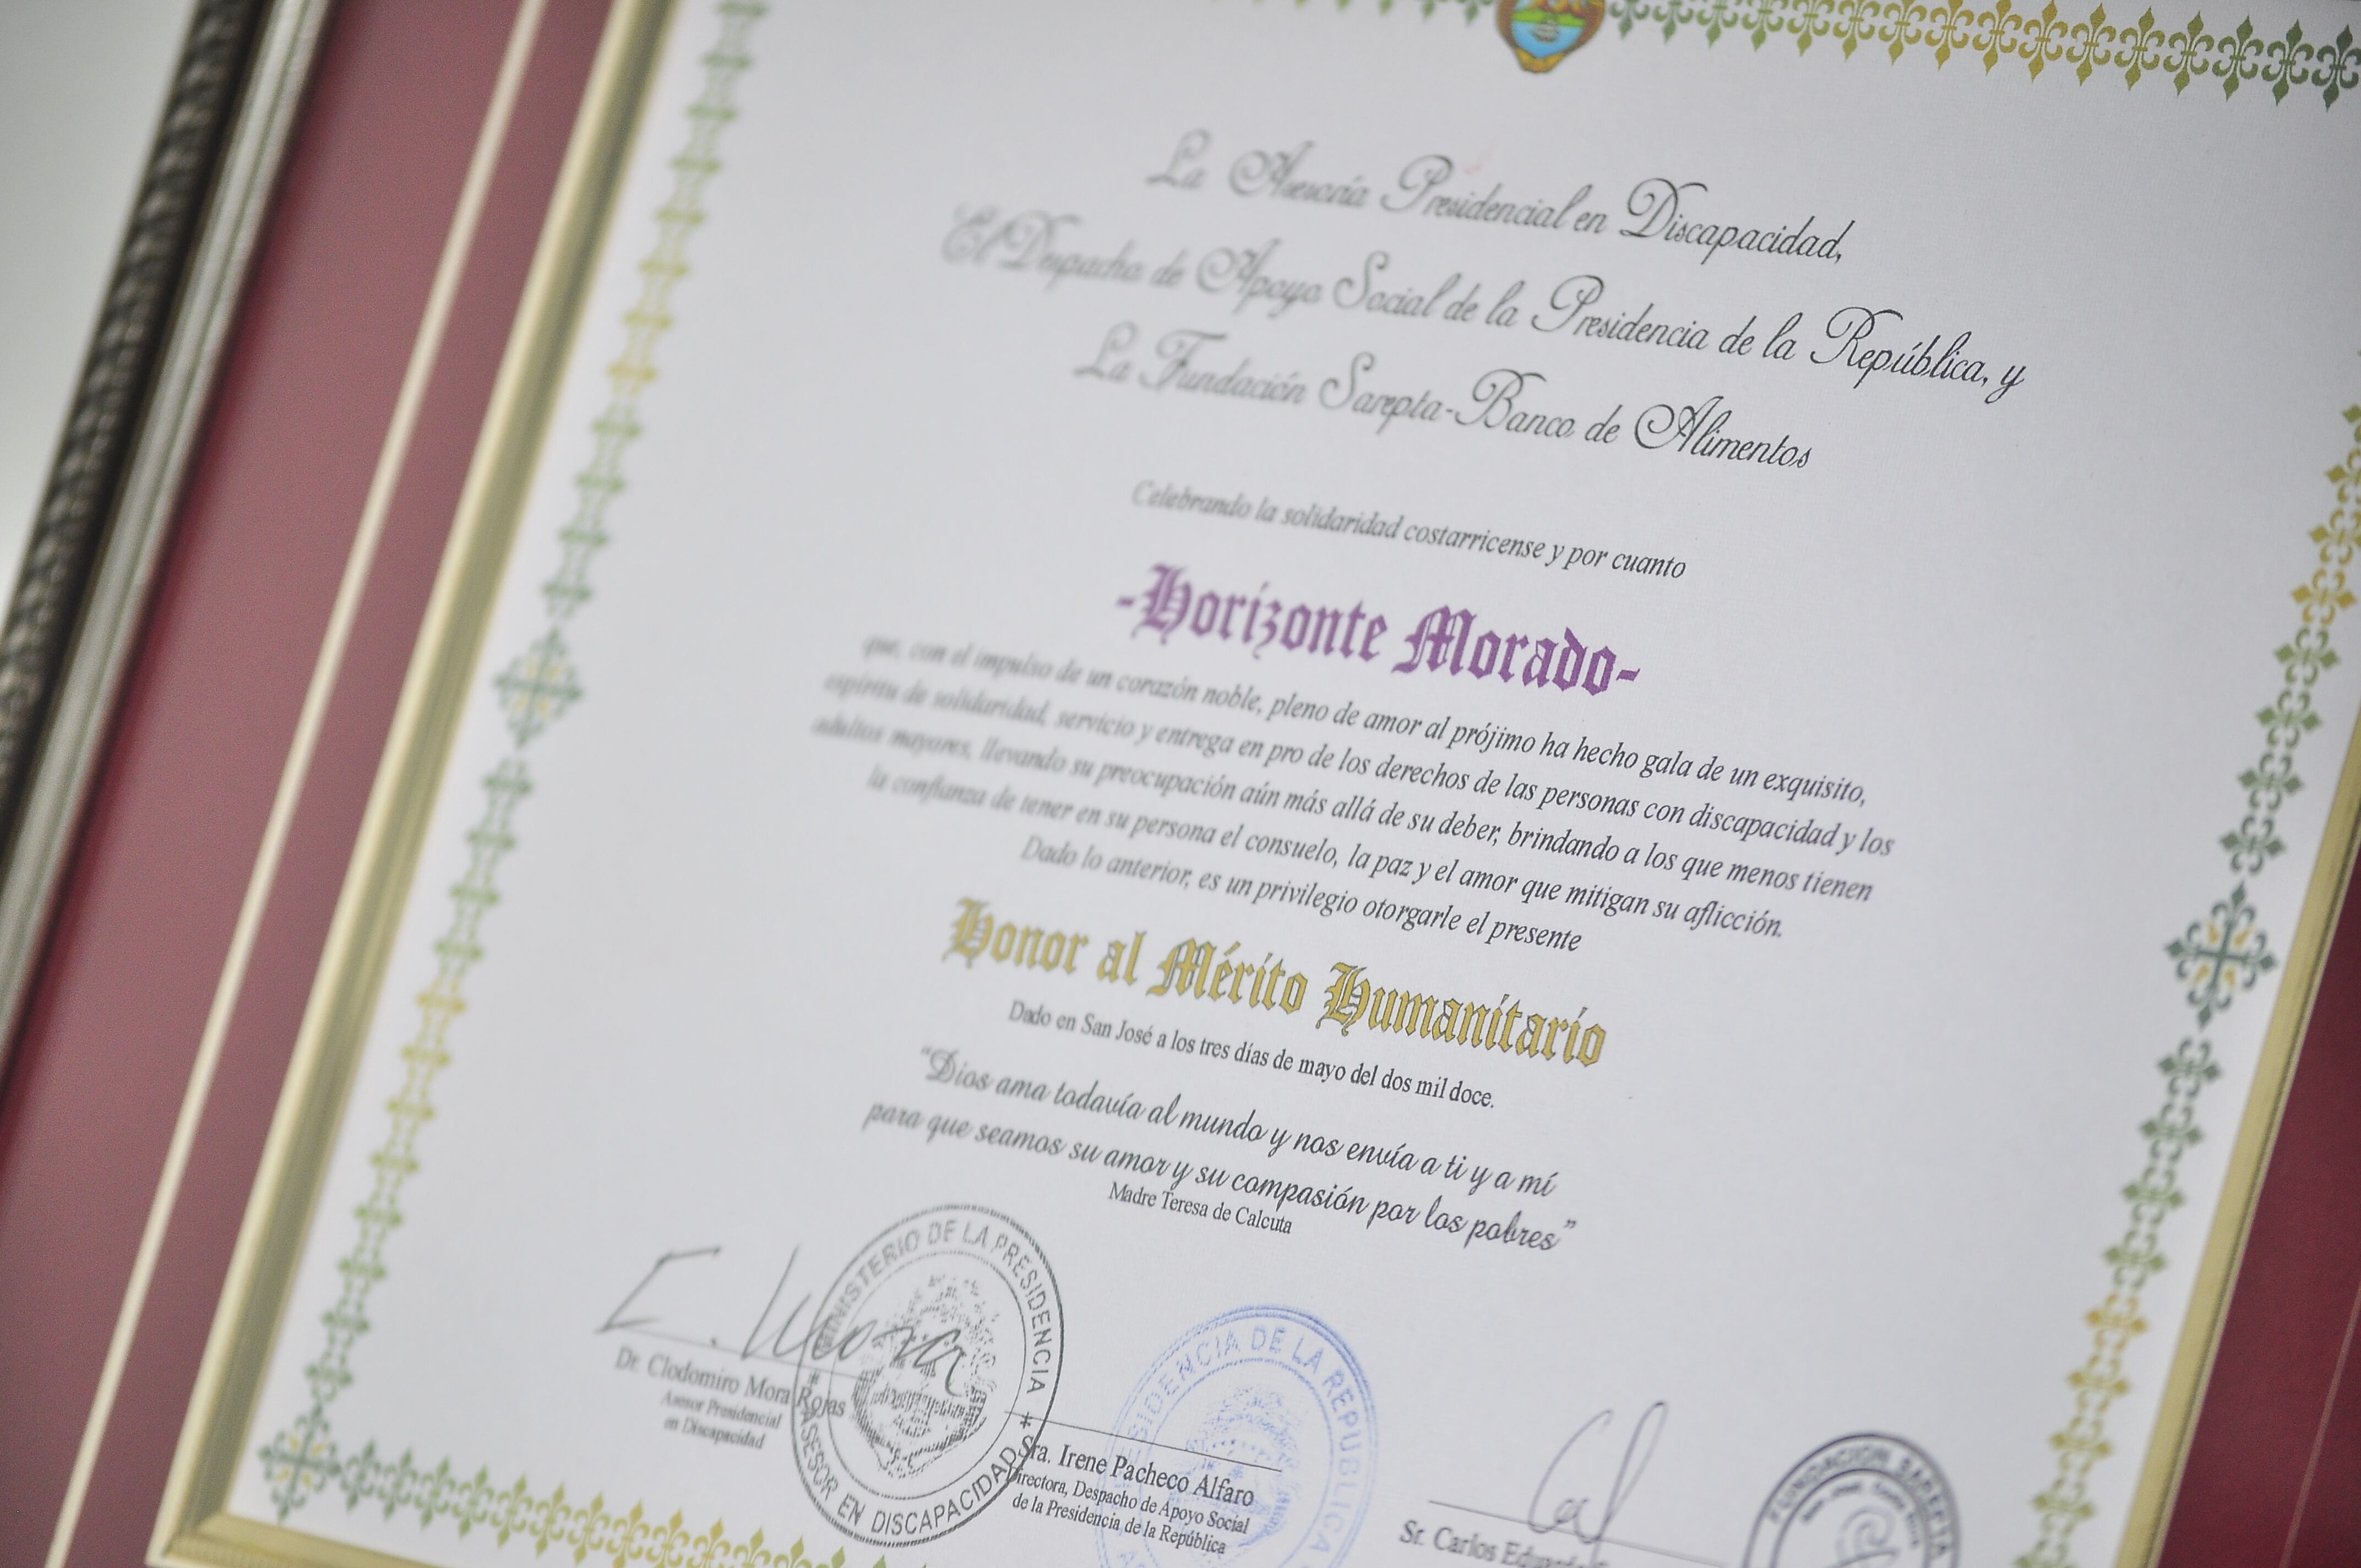 La Asesoría Presidencial en Discapacidad,
El Despacho de Apoyo Social de la Presidencia de la República, y
La Fundación Sarepta-Banco de Alimentos
Celebrando la solidaridad costarricense y por cuanto
-Horizonte Morado-
que, con el impulso de un corazón noble, pleno de amor al prójimo ha hecho gala de un exquisito,
espíritu de solidaridad, servicio y entrega en pro de los derechos de las personas con discapacidad y los
adultos mayores, llevando su preocupación aún más allá de su deber, brindando a los que menos tienen
la confianza de tener en su persona el consuelo, la paz y el amor que mitigan su aflicción.
Dado lo anterior, es un privilegio otorgarle el presente
Honor al Mérito Humanitario
Dado en San José a los tres días de mayo del dos mil doce.
"Dios ama todavía al mundo y nos envía a ti y a mí
para que seamos su amor y su compasión por los pobres"
Madre Teresa de Calcuta
C. Mora
Dr. Clodomiro Mora Rojas
Asesor Presidencial
en Discapacidad
MINISTERIO DE LA PRESIDENCIA
* ASESOR EN DISCAPACIDAD *
Sra. Irene Pacheco Alfaro
Directora, Despacho de Apoyo Social
de la Presidencia de la República
PRESIDENCIA DE LA REPUBLICA
Sr. Carlos
FUNDACION SAREPTA